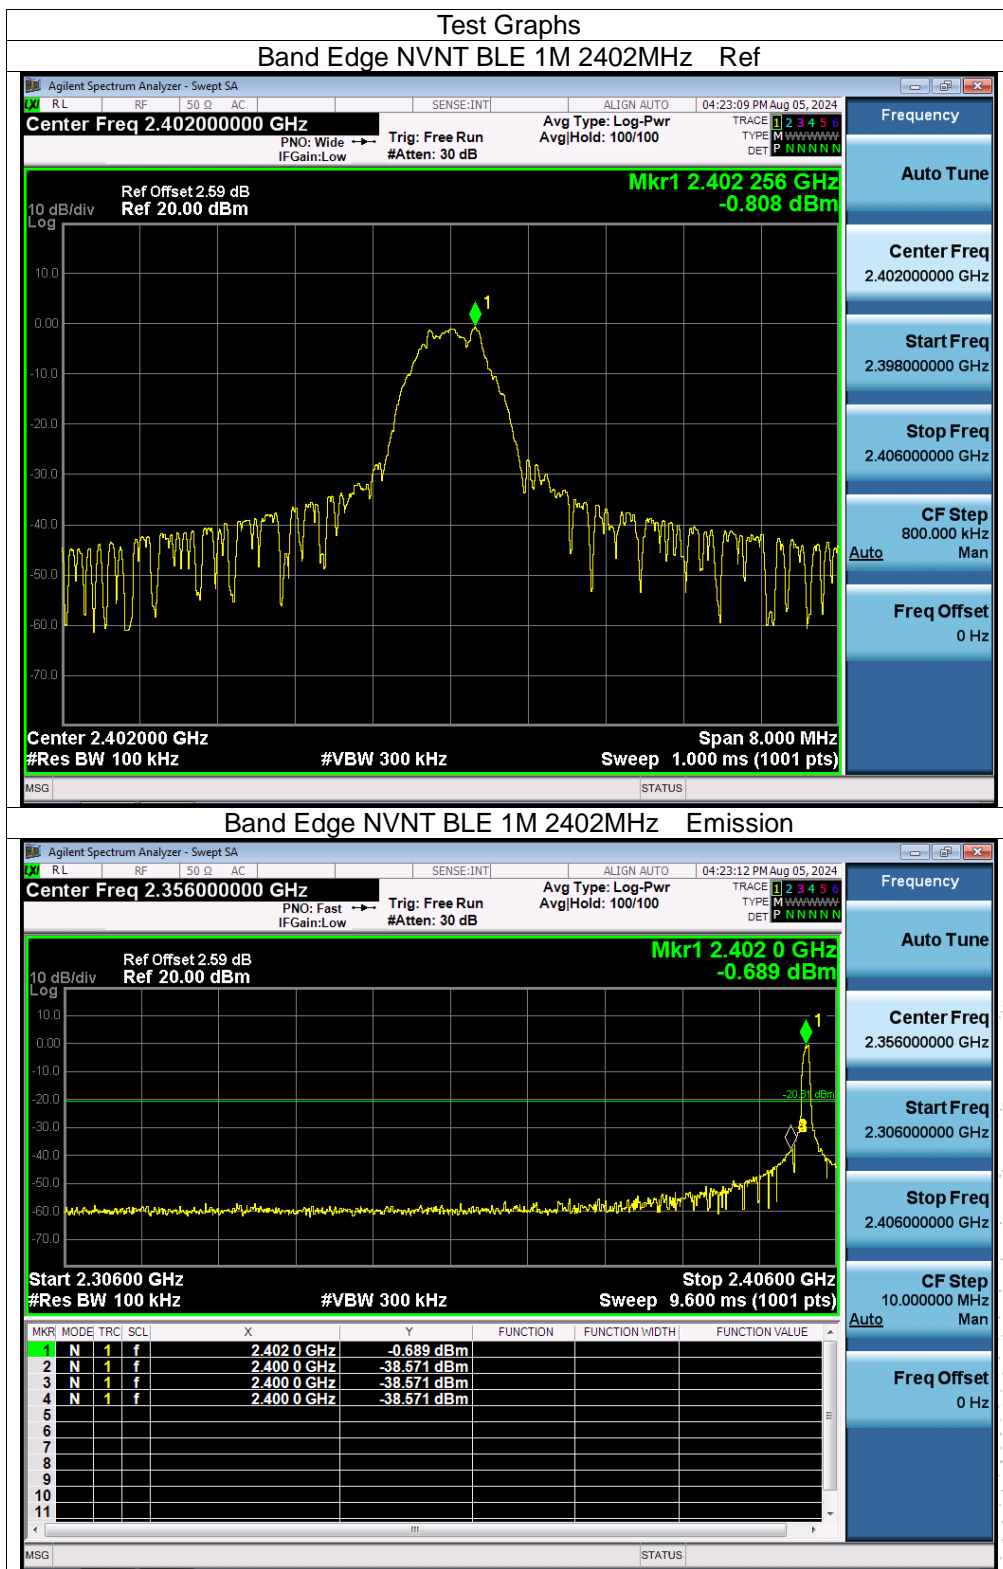 Test Graphs
Band Edge NVNT BLE 1M 2402MHz Ref
Agilent Spectrum Analyzer - Swept SA
LXI RL RF 50 Ω AC SENSE:INT ALIGN AUTO 04:23:09 PM Aug 05, 2024
Center Freq 2.402000000 GHz Avg Type: Log-Pwr TRACE 1 2 3 4 5 6
PNO: Wide Trig: Free Run Avg|Hold: 100/100 TYPE M WWWWW
IFGain:Low #Atten: 30 dB DET P N N N N N
Frequency
Auto Tune
Mkr1 2.402 256 GHz
-0.808 dBm
Ref Offset 2.59 dB
10 dB/div Ref 20.00 dBm
Log
10.0
0.00
-10.0
-20.0
-30.0
-40.0
-50.0
-60.0
-70.0
1
Center 2.402000 GHz Span 8.000 MHz
#Res BW 100 kHz #VBW 300 kHz Sweep 1.000 ms (1001 pts)
Center Freq
2.402000000 GHz
Start Freq
2.398000000 GHz
Stop Freq
2.406000000 GHz
CF Step
800.000 kHz
Auto Man
Freq Offset
0 Hz
MSG STATUS
Band Edge NVNT BLE 1M 2402MHz Emission
Agilent Spectrum Analyzer - Swept SA
LXI RL RF 50 Ω AC SENSE:INT ALIGN AUTO 04:23:12 PM Aug 05, 2024
Center Freq 2.356000000 GHz Avg Type: Log-Pwr TRACE 1 2 3 4 5 6
PNO: Fast Trig: Free Run Avg|Hold: 100/100 TYPE M WWWWW
IFGain:Low #Atten: 30 dB DET P N N N N N
Frequency
Auto Tune
Mkr1 2.402 0 GHz
-0.689 dBm
Ref Offset 2.59 dB
10 dB/div Ref 20.00 dBm
Log
10.0
0.00
-10.0
-20.0
-30.0
-40.0
-50.0
-60.0
-70.0
1
-20.81 dBm
Start 2.30600 GHz Stop 2.40600 GHz
#Res BW 100 kHz #VBW 300 kHz Sweep 9.600 ms (1001 pts)
MKR MODE TRC SCL X Y FUNCTION FUNCTION WIDTH FUNCTION VALUE
1 N 1 f 2.402 0 GHz -0.689 dBm
2 N 1 f 2.400 0 GHz -38.571 dBm
3 N 1 f 2.400 0 GHz -38.571 dBm
4 N 1 f 2.400 0 GHz -38.571 dBm
5
6
7
8
9
10
11
Center Freq
2.356000000 GHz
Start Freq
2.306000000 GHz
Stop Freq
2.406000000 GHz
CF Step
10.000000 MHz
Auto Man
Freq Offset
0 Hz
MSG STATUS